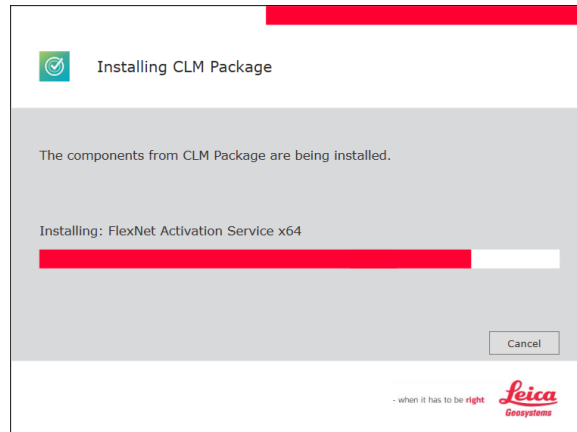 Installing CLM Package
The components from CLM Package are being installed.
Installing: FlexNet Activation Service x64
Cancel
- when it has to be right
Leica
Geosystems